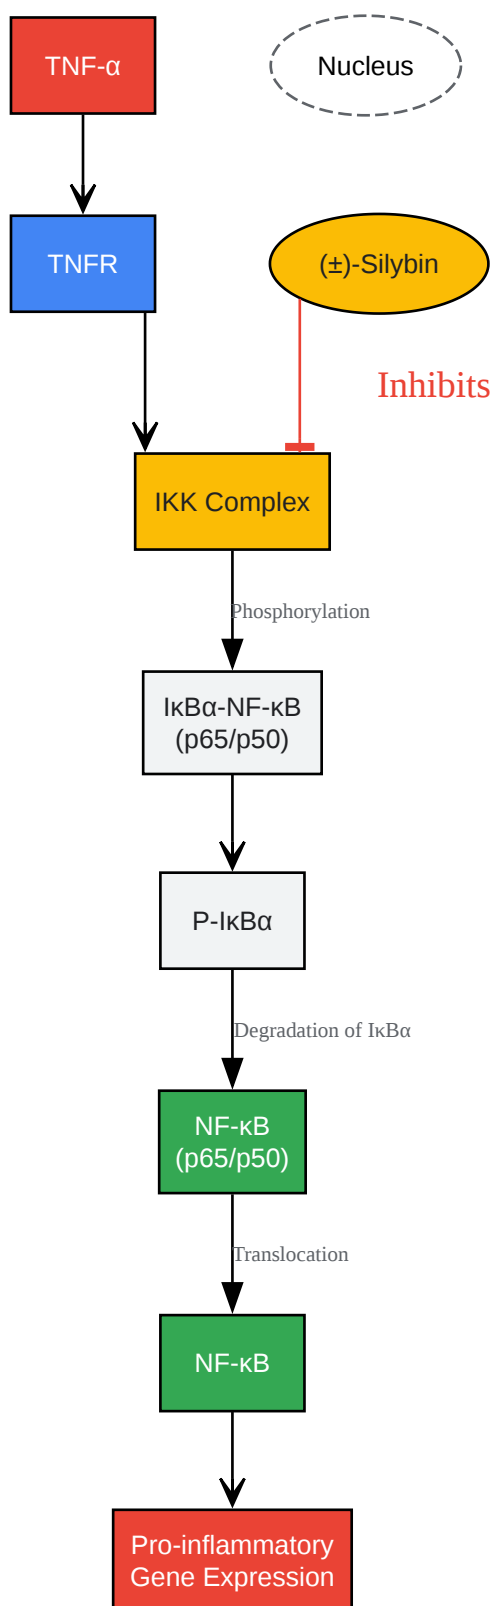 TNF-α
Nucleus
TNFR
(±)-Silybin
Inhibits
IKK Complex
Phosphorylation
IκBα-NF-κB
(p65/p50)
P-IκBα
Degradation of IκBα
NF-κB
(p65/p50)
Translocation
NF-κB
Pro-inflammatory
Gene Expression